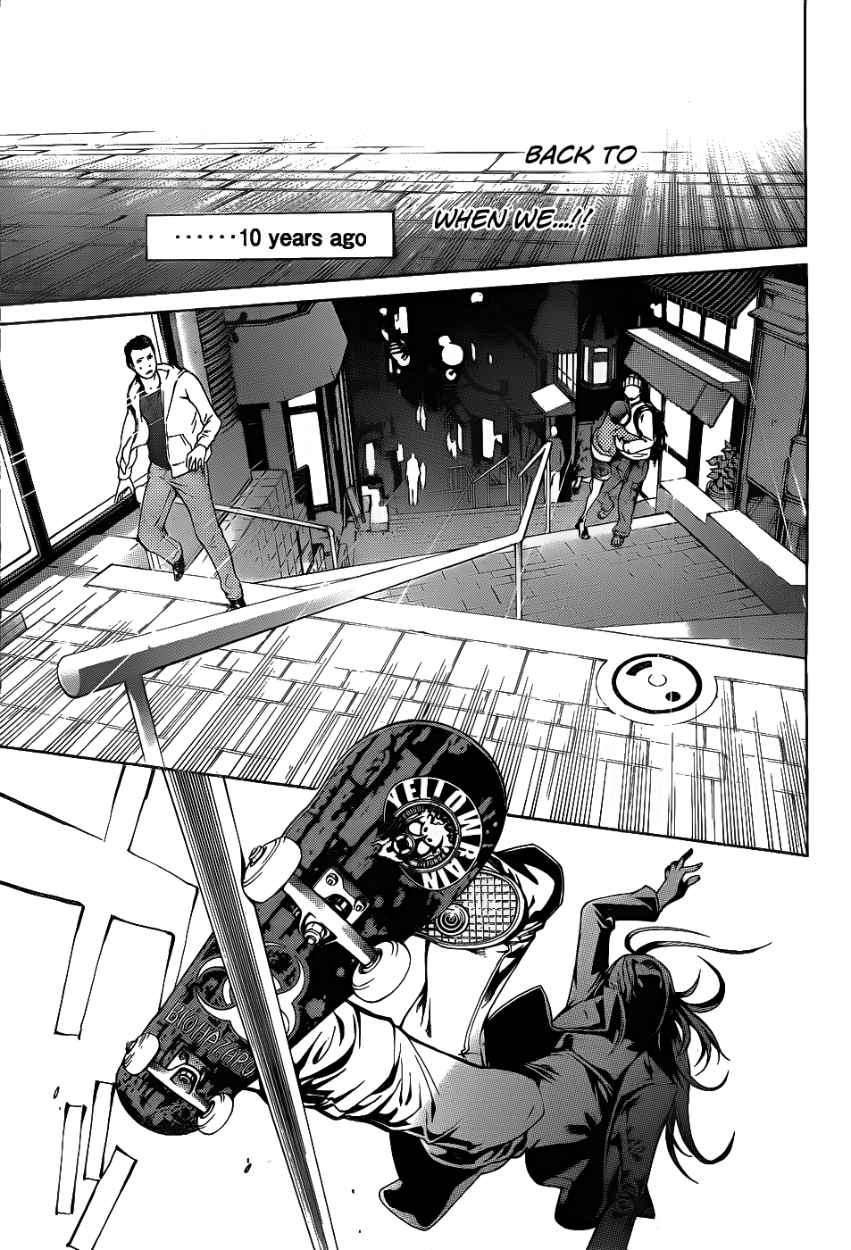 BACK TO
WHEN WE...!!
······10 years ago
YELLOW RAIN
BIOHAZARD